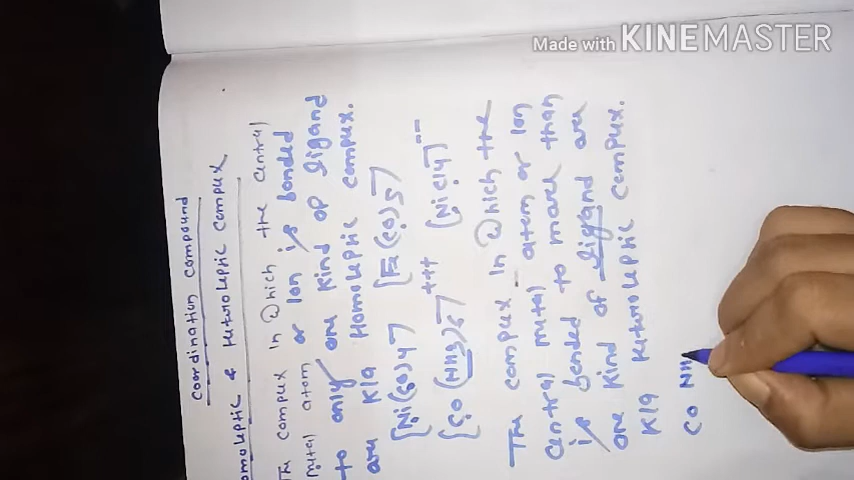 Made with KINEMASTER
Coordination compound
omoleptic & Heteroleptic complex
The complex In Which the central
metal atom or Ion is bonded
to only one kind of ligand
are K/a Homoleptic complex.
[Ni(CO)4] [Fe(CO)5]
[CO(NH3)6]+++ [NiCl4]--
The complex In Which the
central metal atom or Ion
is bonded to more than
one kind of ligand are
K/a Heteroleptic complex.
CO NH